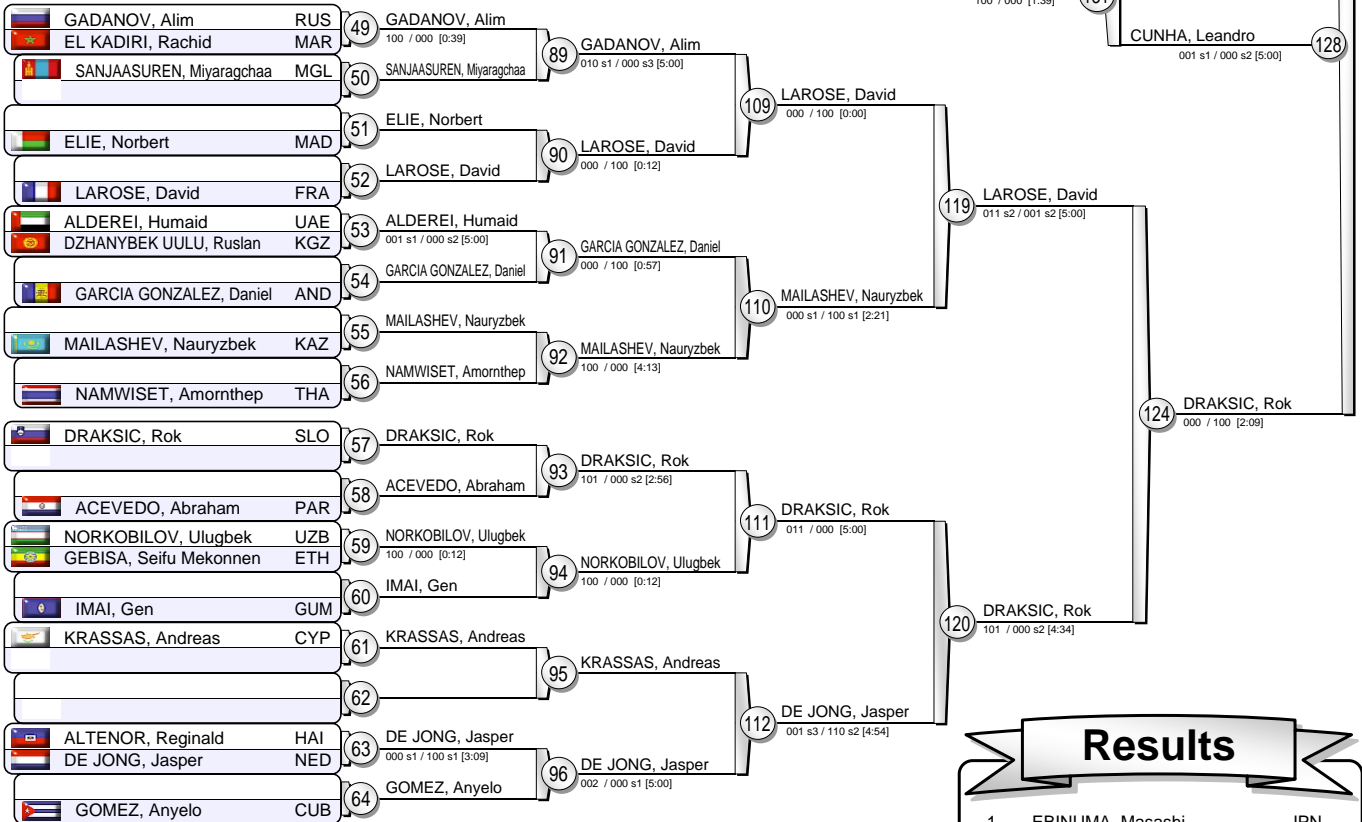 100 / 000 [1:39]
CUNHA, Leandro
001 s1 / 000 s2 [5:00]
128
GADANOV, Alim RUS
EL KADIRI, Rachid MAR
49
GADANOV, Alim
100 / 000 [0:39]
SANJAASUREN, Miyaragchaa MGL
50
SANJAASUREN, Miyaragchaa
89
GADANOV, Alim
010 s1 / 000 s3 [5:00]
ELIE, Norbert MAD
51
ELIE, Norbert
LAROSE, David FRA
52
LAROSE, David
90
LAROSE, David
000 / 100 [0:12]
109
LAROSE, David
000 / 100 [0:00]
ALDEREI, Humaid UAE
DZHANYBEK UULU, Ruslan KGZ
53
ALDEREI, Humaid
001 s1 / 000 s2 [5:00]
GARCIA GONZALEZ, Daniel AND
54
GARCIA GONZALEZ, Daniel
91
GARCIA GONZALEZ, Daniel
000 / 100 [0:57]
MAILASHEV, Nauryzbek KAZ
55
MAILASHEV, Nauryzbek
NAMWISET, Amornthep THA
56
NAMWISET, Amornthep
92
MAILASHEV, Nauryzbek
100 / 000 [4:13]
110
MAILASHEV, Nauryzbek
000 s1 / 100 s1 [2:21]
119
LAROSE, David
011 s2 / 001 s2 [5:00]
DRAKSIC, Rok SLO
57
DRAKSIC, Rok
ACEVEDO, Abraham PAR
58
ACEVEDO, Abraham
93
DRAKSIC, Rok
101 / 000 s2 [2:56]
NORKOBILOV, Ulugbek UZB
GEBISA, Seifu Mekonnen ETH
59
NORKOBILOV, Ulugbek
100 / 000 [0:12]
IMAI, Gen GUM
60
IMAI, Gen
94
NORKOBILOV, Ulugbek
100 / 000 [0:12]
111
DRAKSIC, Rok
011 / 000 [5:00]
KRASSAS, Andreas CYP
61
KRASSAS, Andreas
62
95
KRASSAS, Andreas
ALTENOR, Reginald HAI
DE JONG, Jasper NED
63
DE JONG, Jasper
000 s1 / 100 s1 [3:09]
GOMEZ, Anyelo CUB
64
GOMEZ, Anyelo
96
DE JONG, Jasper
002 / 000 s1 [5:00]
112
DE JONG, Jasper
001 s3 / 110 s2 [4:54]
120
DRAKSIC, Rok
101 / 000 s2 [4:34]
124
DRAKSIC, Rok
000 / 100 [2:09]
Results